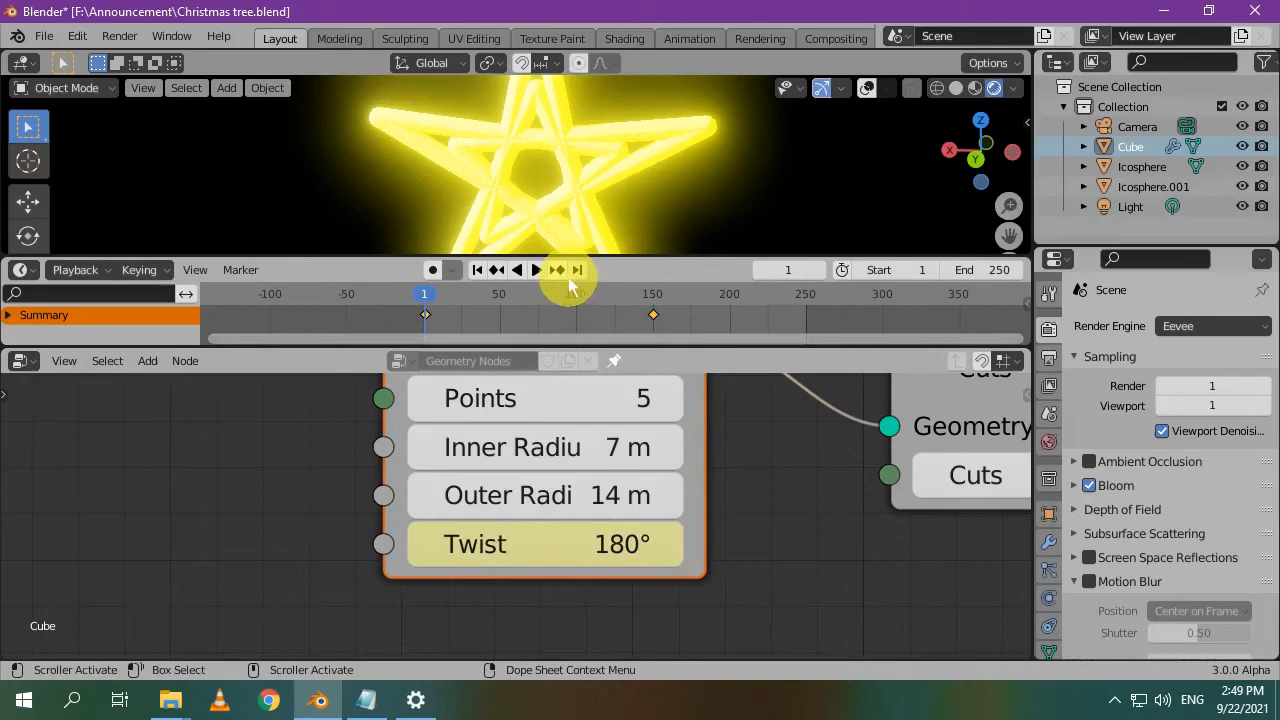 Blender* [F:\Announcement\Christmas tree.blend]
File Edit Render Window Help Layout Modeling Sculpting UV Editing Texture Paint Shading Animation Rendering Compositing Scene View Layer
Global Options
Object Mode View Select Add Object
Z
X
Y
Scene Collection
Collection
Camera
Cube
Icosphere
Icosphere.001
Light
Playback Keying View Marker 1 Start 1 End 250
-100 -50 1 50 100 150 200 250 300 350
Summary
View Select Add Node Geometry Nodes
Points 5
Inner Radiu 7 m
Outer Radi 14 m
Twist 180°
Cuts
Geometry
Cuts
Cube
Scene
Render Engine Eevee
Sampling
Render 1
Viewport 1
Viewport Denoisi...
Ambient Occlusion
Bloom
Depth of Field
Subsurface Scattering
Screen Space Reflections
Motion Blur
Position Center on Frame
Shutter 0.50
Scroller Activate Box Select Scroller Activate Dope Sheet Context Menu 3.0.0 Alpha
ENG
2:49 PM
9/22/2021